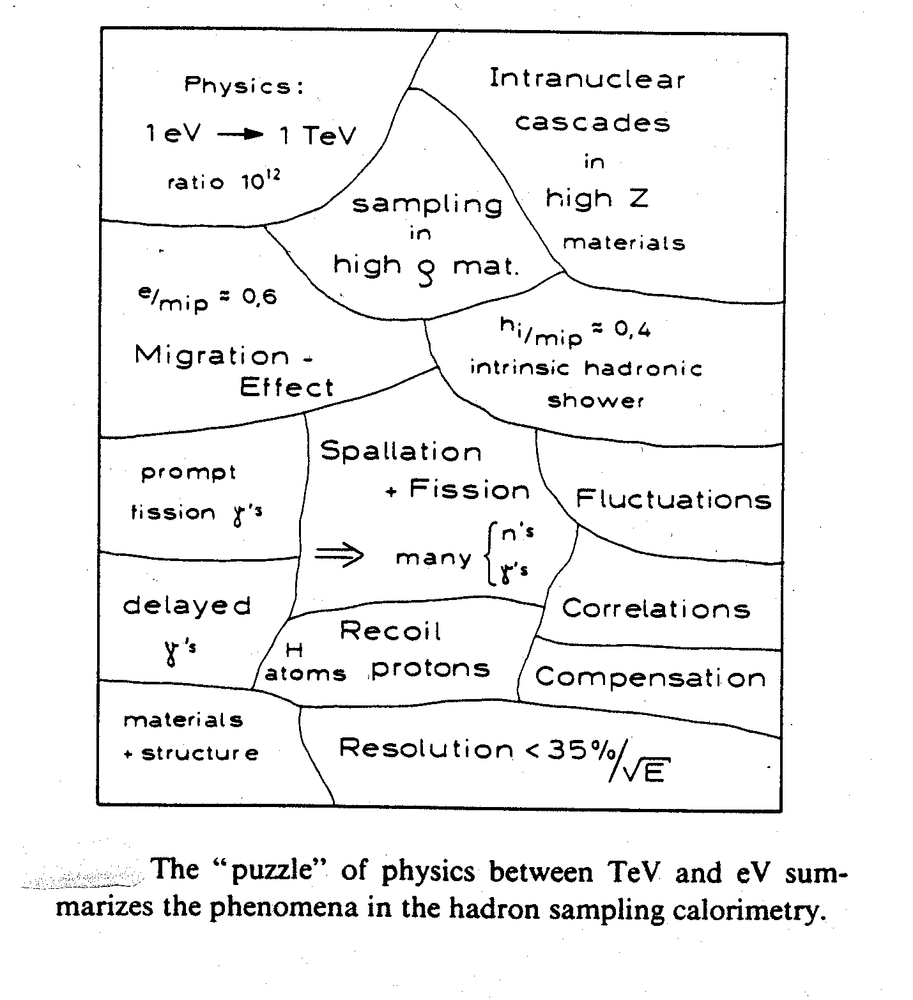 Physics:
1 eV → 1 TeV
ratio 10¹²
Intranuclear
cascades
in
high Z
materials
sampling
in
high ϱ mat.
e/mip ≈ 0,6
Migration -
Effect
hi/mip ≈ 0,4
intrinsic hadronic
shower
prompt
fission γ's
Spallation
+ Fission
⇒ many { n's
γ's
Fluctuations
delayed
γ's
Recoil
protons
H
atoms
Correlations
Compensation
materials
+ structure
Resolution < 35%/√E
The “puzzle” of physics between TeV and eV sum-
marizes the phenomena in the hadron sampling calorimetry.